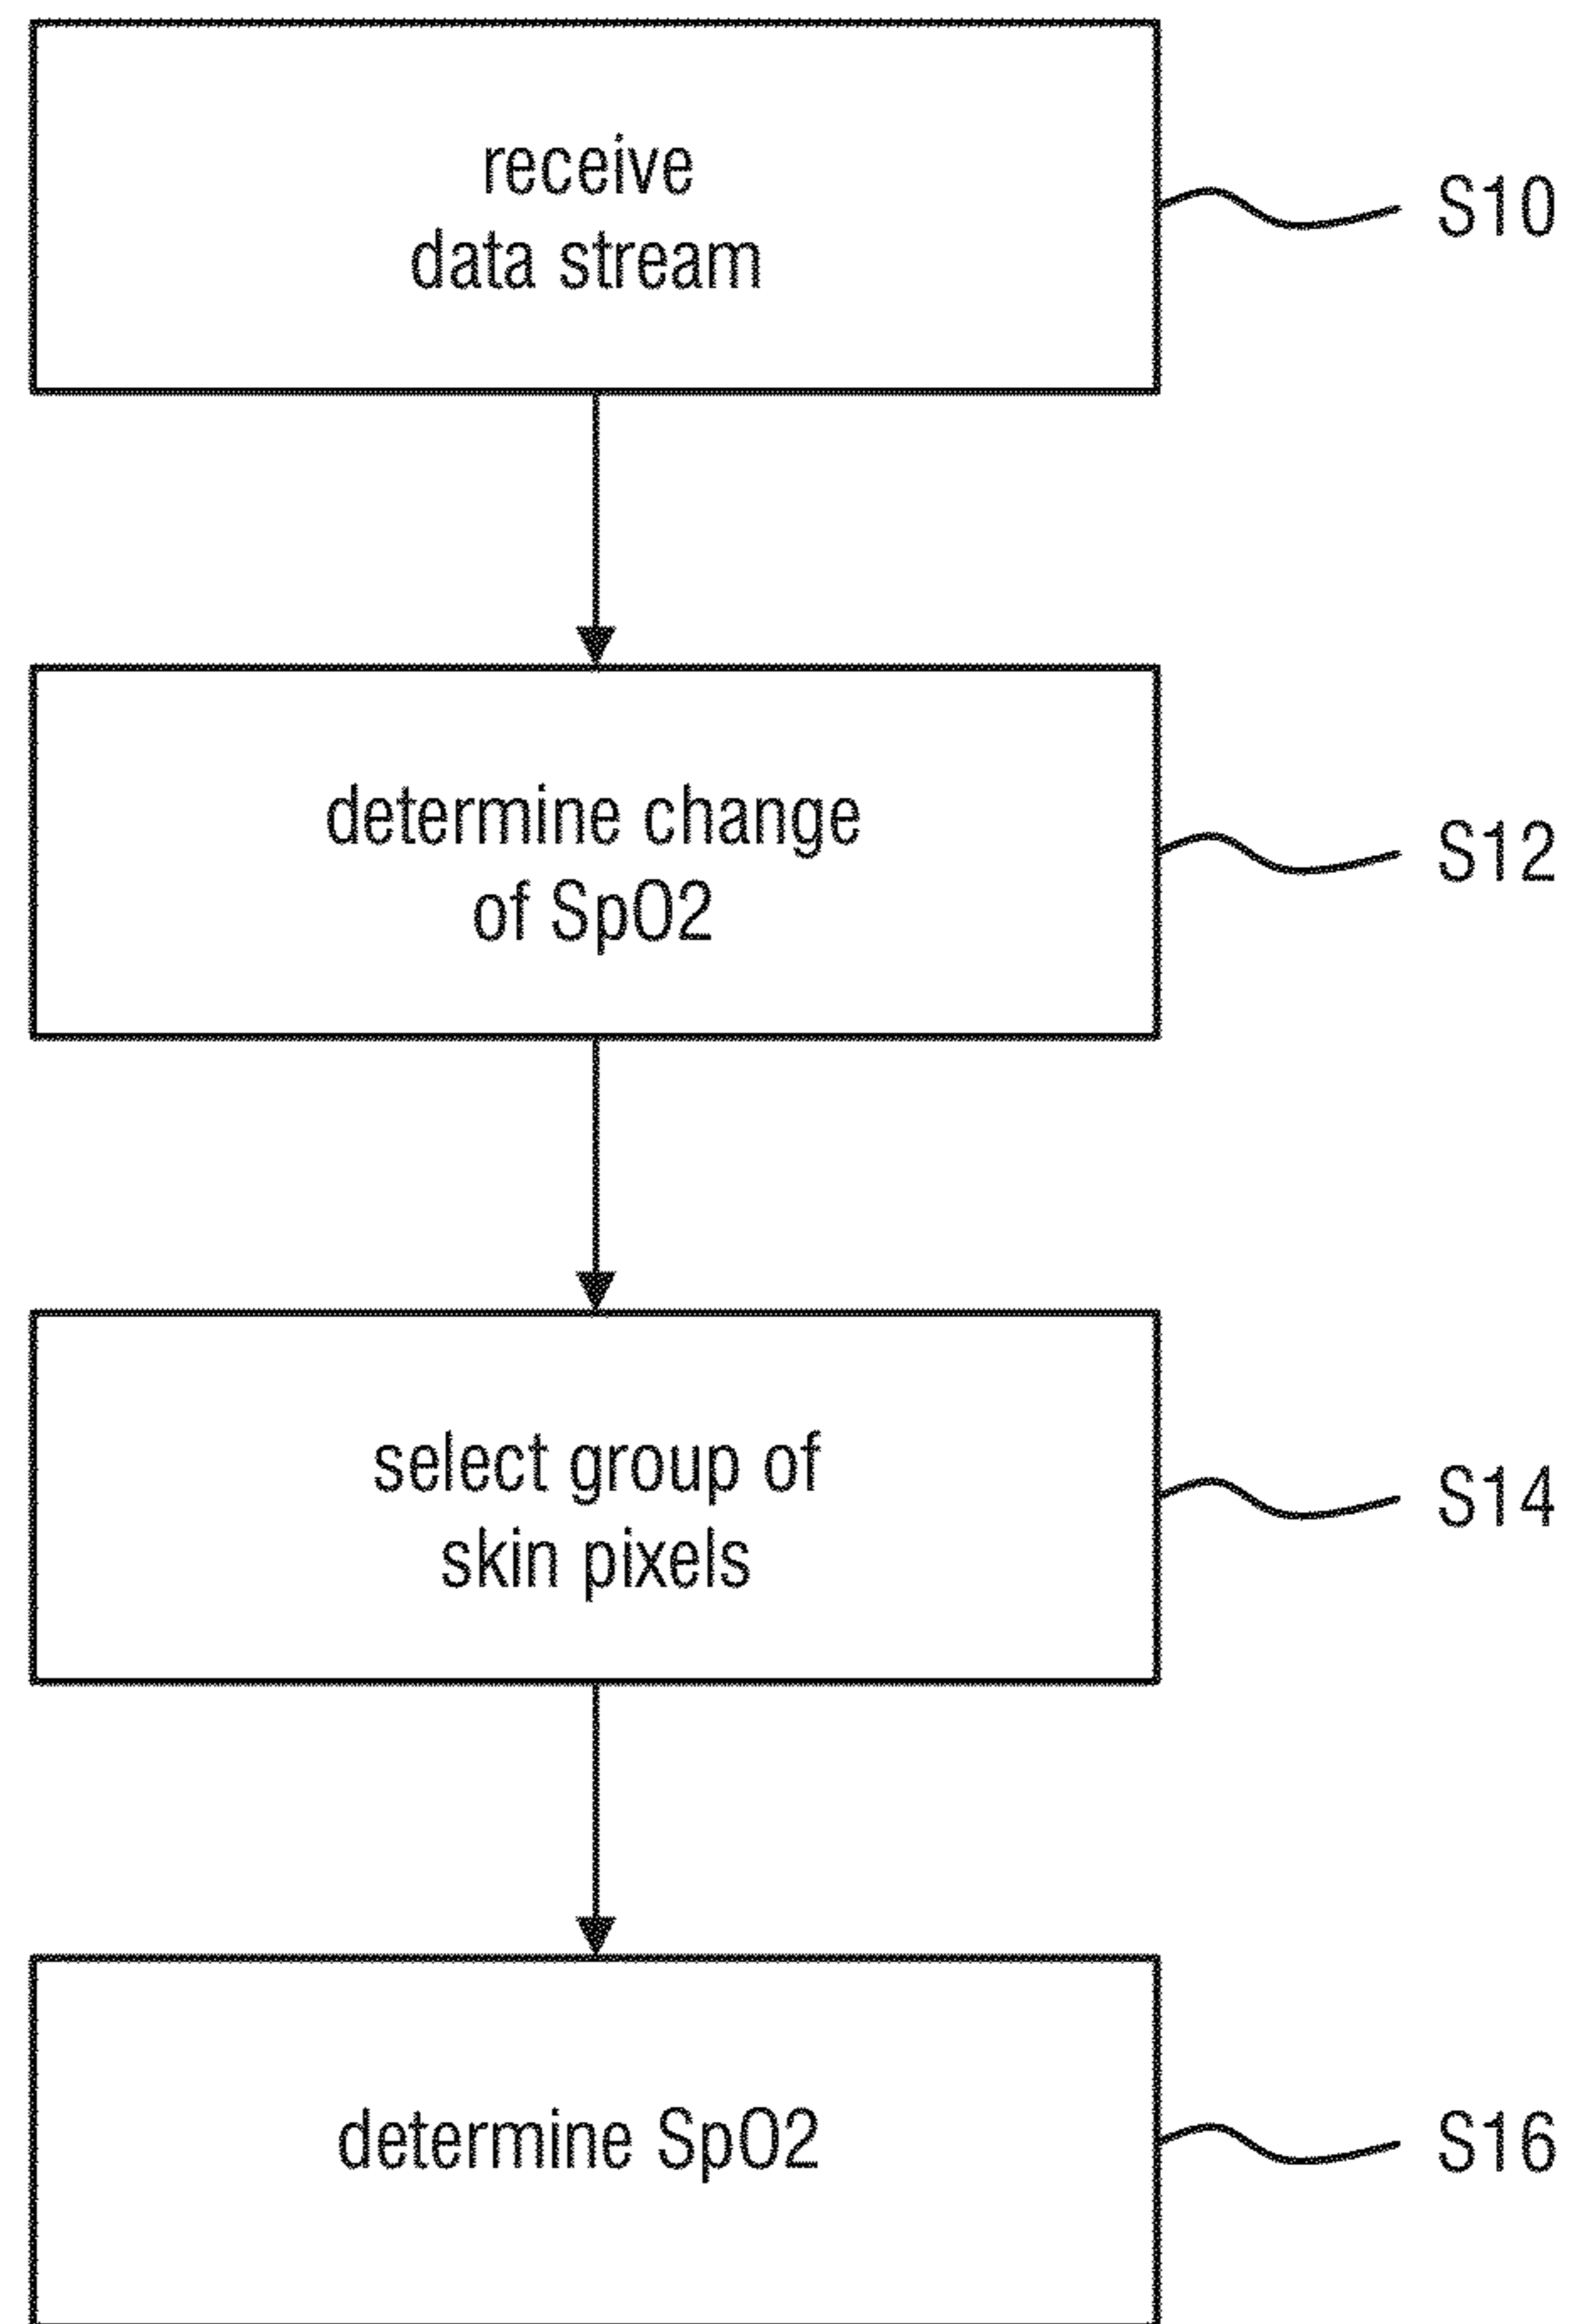 receive
data stream
S10
determine change
of SpO2
S12
select group of
skin pixels
S14
determine SpO2
S16